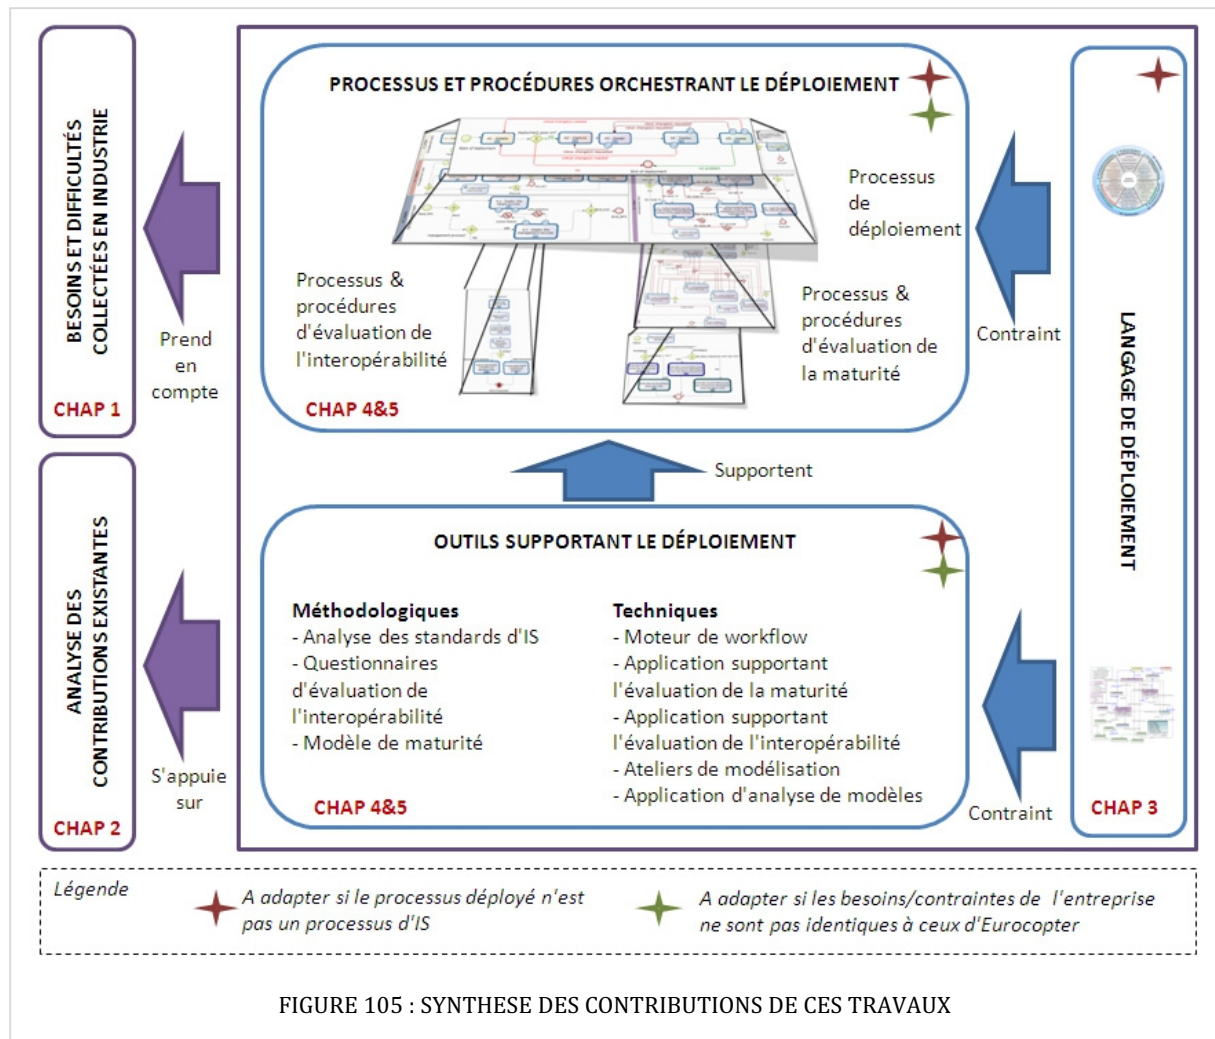 BESOINS ET DIFFICULTÉS
COLLECTÉES EN INDUSTRIE
CHAP 1
Prend
en
compte
PROCESSUS ET PROCÉDURES ORCHESTRANT LE DÉPLOIEMENT
Processus
de
déploiement
Processus &
procédures
d'évaluation de
l'interopérabilité
Processus &
procédures
d'évaluation de
la maturité
CHAP 4&5
Contraint
LANGAGE DE DÉPLOIEMENT
CHAP 3
Supportent
ANALYSE DES
CONTRIBUTIONS EXISTANTES
CHAP 2
S'appuie
sur
OUTILS SUPPORTANT LE DÉPLOIEMENT
Méthodologiques
- Analyse des standards d'IS
- Questionnaires
d'évaluation de
l'interopérabilité
- Modèle de maturité
Techniques
- Moteur de workflow
- Application supportant
l'évaluation de la maturité
- Application supportant
l'évaluation de l'interopérabilité
- Ateliers de modélisation
- Application d'analyse de modèles
CHAP 4&5
Contraint
Légende
A adapter si le processus déployé n'est
pas un processus d'IS
A adapter si les besoins/contraintes de l'entreprise
ne sont pas identiques à ceux d'Eurocopter
FIGURE 105 : SYNTHESE DES CONTRIBUTIONS DE CES TRAVAUX